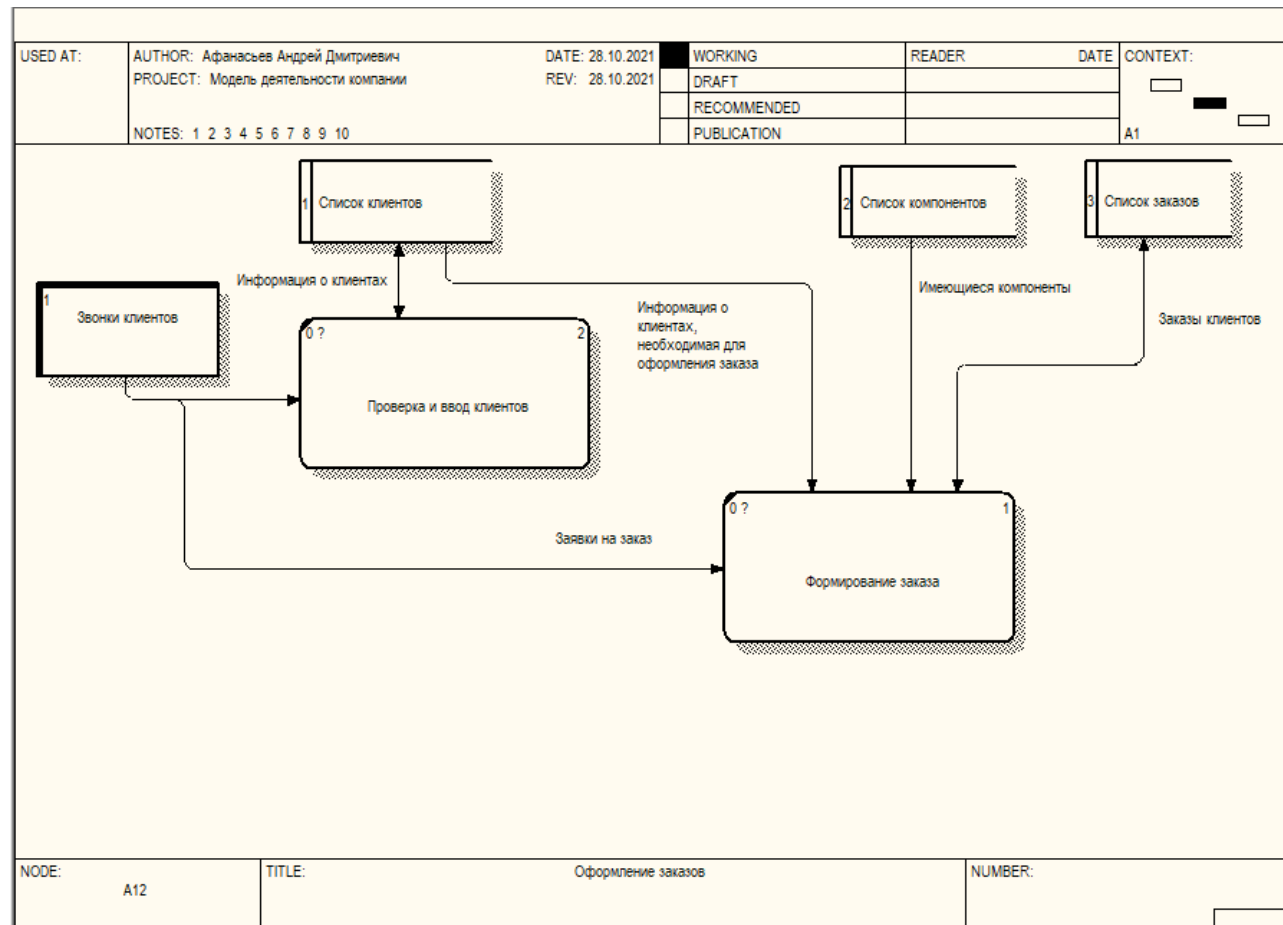 USED AT:
AUTHOR: Афанасьев Андрей Дмитриевич
DATE: 28.10.2021
PROJECT: Модель деятельности компании
REV: 28.10.2021
NOTES: 1 2 3 4 5 6 7 8 9 10
WORKING
DRAFT
RECOMMENDED
PUBLICATION
READER
DATE
CONTEXT:
A1
1
Список клиентов
2
Список компонентов
3
Список заказов
Информация о клиентах
1
Звонки клиентов
Информация о
клиентах,
необходимая для
оформления заказа
Имеющиеся компоненты
Заказы клиентов
0 ?
2
Проверка и ввод клиентов
Заявки на заказ
0 ?
1
Формирование заказа
NODE:
A12
TITLE:
Оформление заказов
NUMBER: